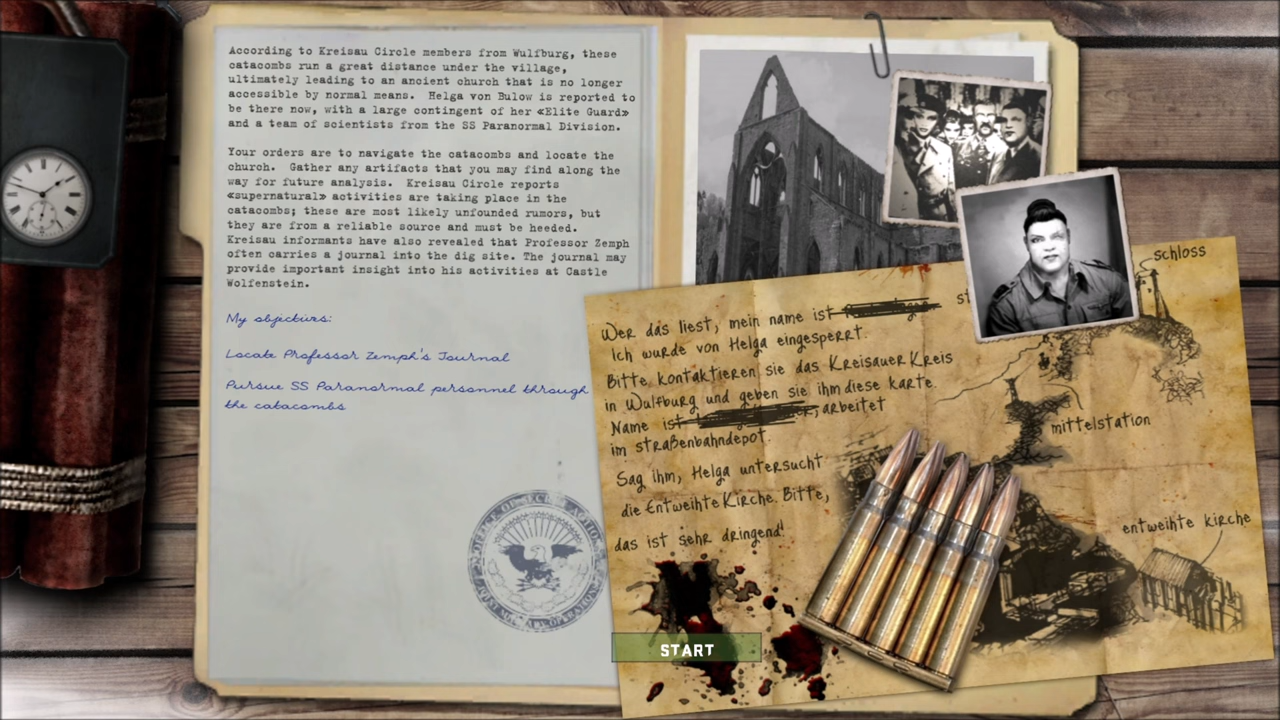 According to Kreisau Circle members from Wulfburg, these
catacombs run a great distance under the village,
ultimately leading to an ancient church that is no longer
accessible by normal means. Helga von Bulow is reported to
be there now, with a large contingent of her «Elite Guard»
and a team of scientists from the SS Paranormal Division.
Your orders are to navigate the catacombs and locate the
church. Gather any artifacts that you may find along the
way for future analysis. Kreisau Circle reports
«supernatural» activities are taking place in the
catacombs; these are most likely unfounded rumors, but
they are from a reliable source and must be heeded.
Kreisau informants have also revealed that Professor Zemph
often carries a journal into the dig site. The journal may
provide important insight into his activities at Castle
Wolfenstein.
My objectives:
Locate Professor Zemph's Journal
Pursue SS Paranormal personnel through
the catacombs
Wer das liest, mein name ist
Ich wurde von Helga eingesperrt.
Bitte kontaktieren sie das Kreisauer Kreis
in Wulfburg und geben sie ihm diese karte.
Name ist arbeitet
im straßenbahndepot.
Sag ihm, Helga untersucht
die Entweihte Kirche. Bitte,
das ist sehr dringend!
schloss
mittelstation
entweihte kirche
START